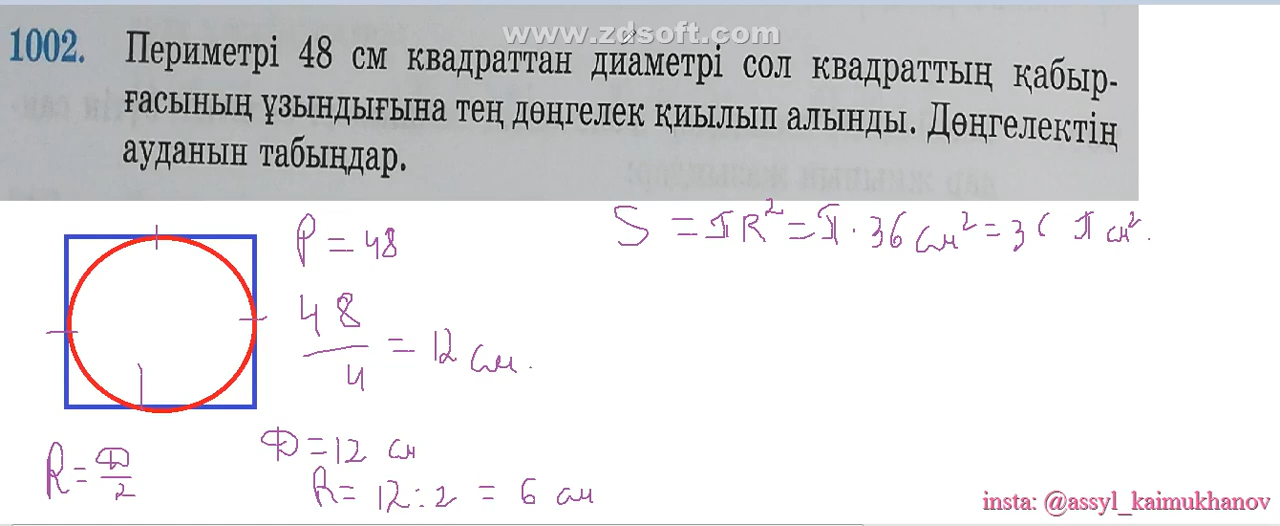 www.zdsoft.com
1002. Периметрі 48 см квадраттан диаметрі сол квадраттың қабыр-
ғасының ұзындығына тең дөңгелек қиылып алынды. Дөңгелектің
ауданын табыңдар.
P = 48
S = πR² = π · 36 см² = 36 π см².
48/4 = 12 см.
R = D/2
D = 12 см
R = 12 : 2 = 6 см
insta: @assyl_kaimukhanov